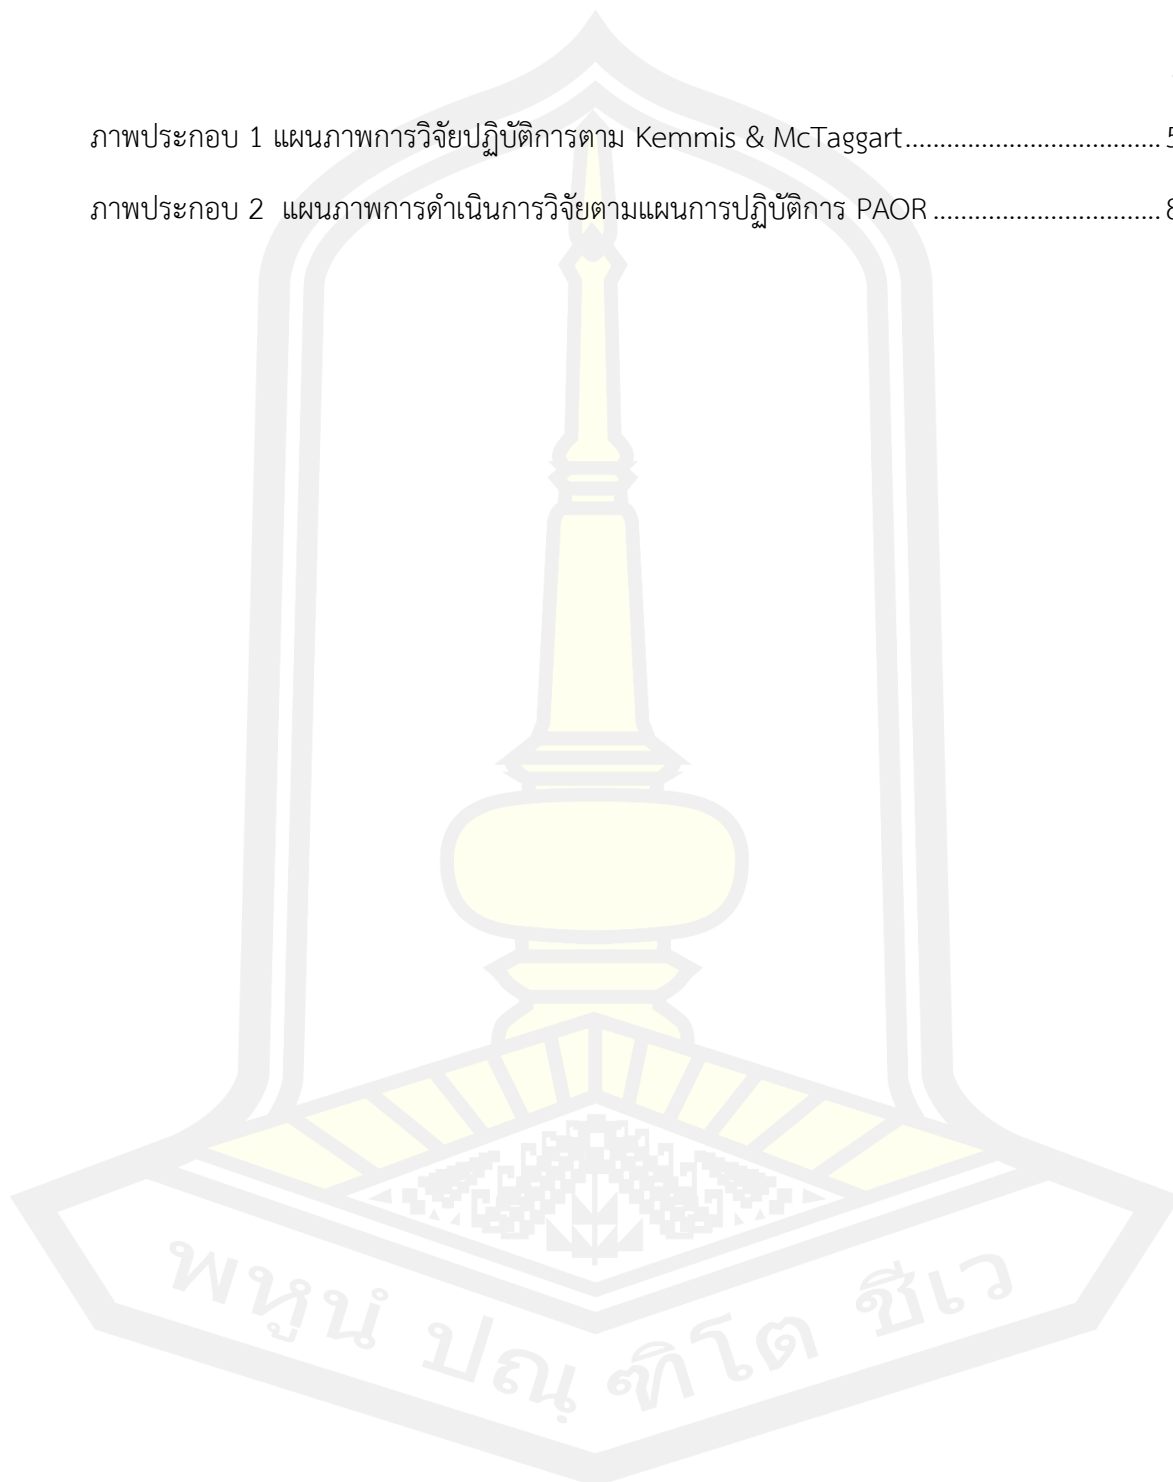 ภาพประกอบ 1 แผนภาพการวิจัยปฏิบัติการตาม Kemmis & McTaggart..................................... 5
ภาพประกอบ 2 แผนภาพการดำเนินการวิจัยตามแผนการปฏิบัติการ PAOR ................................. 8
พหูนํ ปณฺฑิโต ชีเว